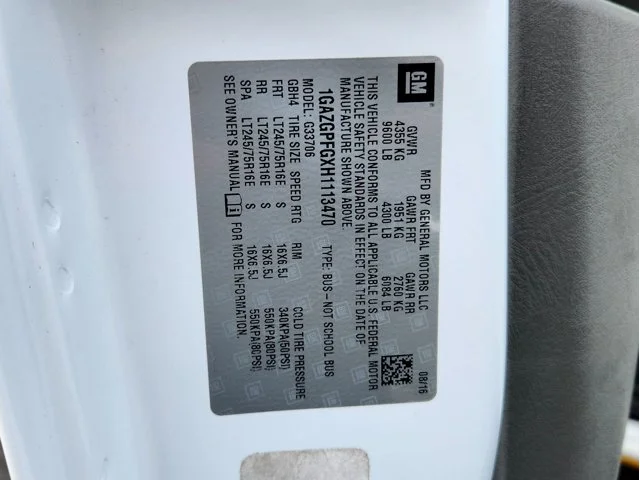 GM
MFD BY GENERAL MOTORS LLC 08/16
GVWR GAWR FRT GAWR RR
4355 KG 1951 KG 2760 KG
9600 LB 4300 LB 6084 LB
THIS VEHICLE CONFORMS TO ALL APPLICABLE U.S. FEDERAL MOTOR
VEHICLE SAFETY STANDARDS IN EFFECT ON THE DATE OF
MANUFACTURE SHOWN ABOVE.
1GAZGPFGXH1113470 TYPE: BUS–NOT SCHOOL BUS
MODEL: G33706
GBH4 TIRE SIZE SPEED RTG RIM COLD TIRE PRESSURE
FRT LT245/75R16E S 16X6.5J 340KPA(50PSI)
RR LT245/75R16E S 16X6.5J 550KPA(80PSI)
SPA LT245/75R16E S 16X6.5J 550KPA(80PSI)
SEE OWNER'S MANUAL FOR MORE INFORMATION.